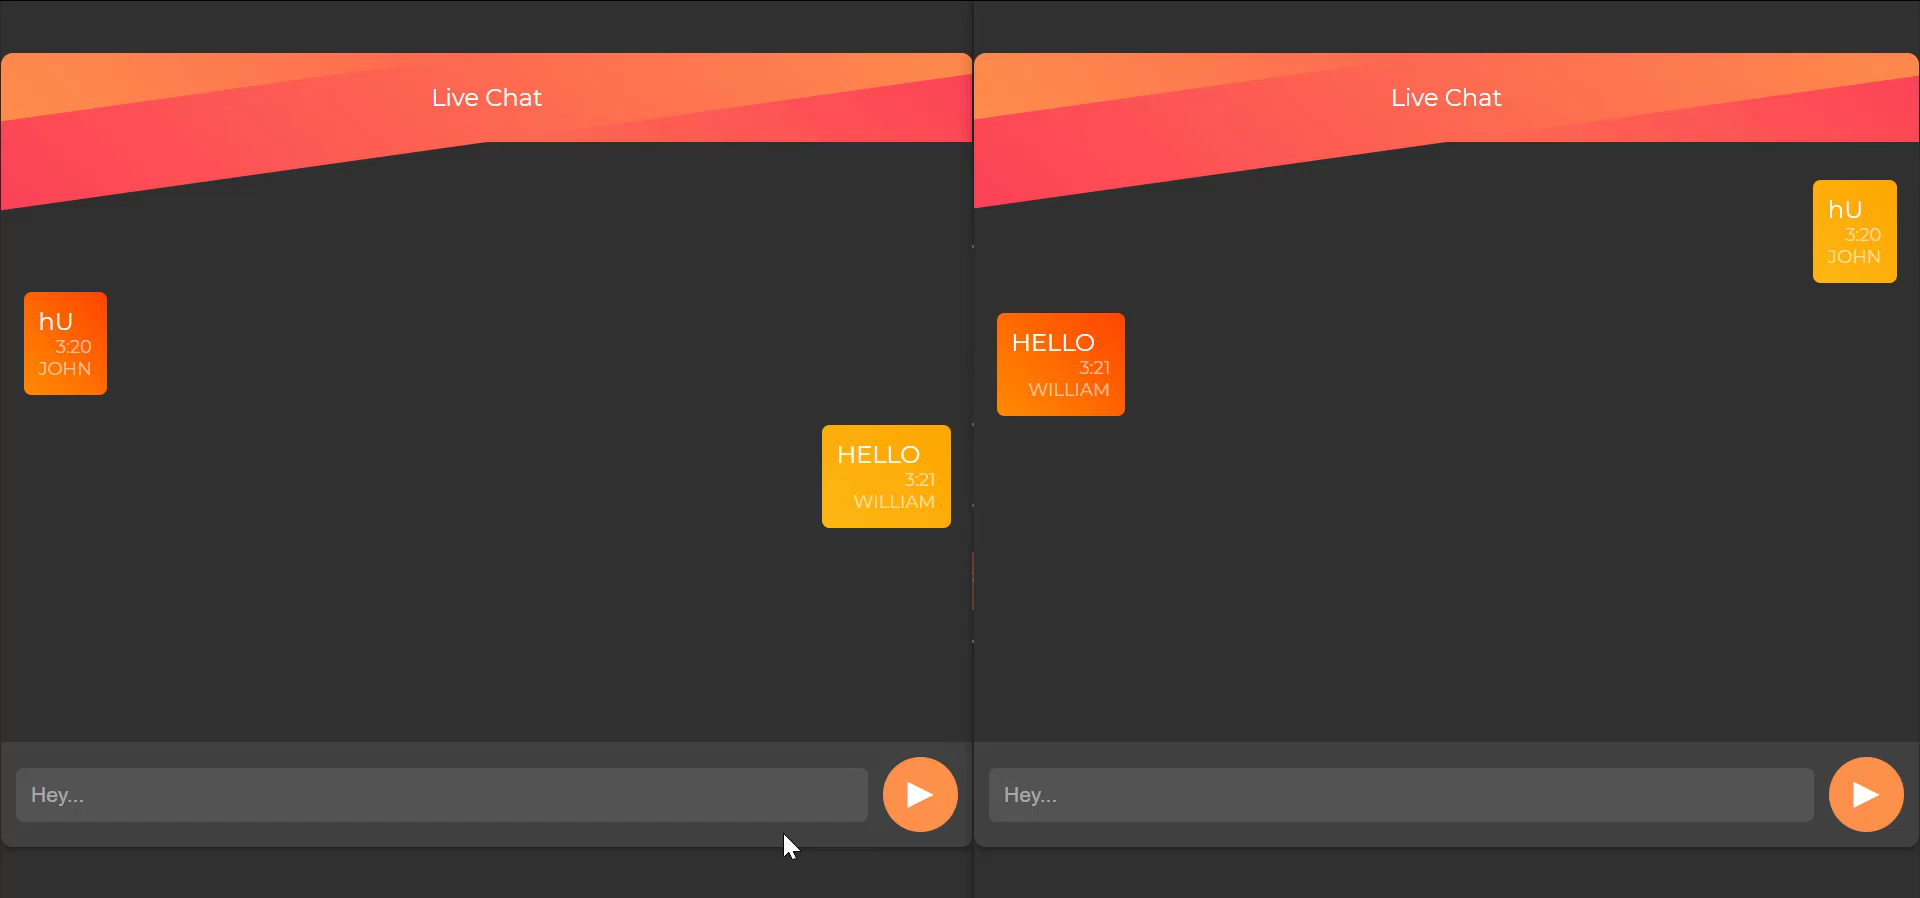 Live Chat
hU
3:20
JOHN
HELLO
3:21
WILLIAM
Hey...
Live Chat
hU
3:20
JOHN
HELLO
3:21
WILLIAM
Hey...